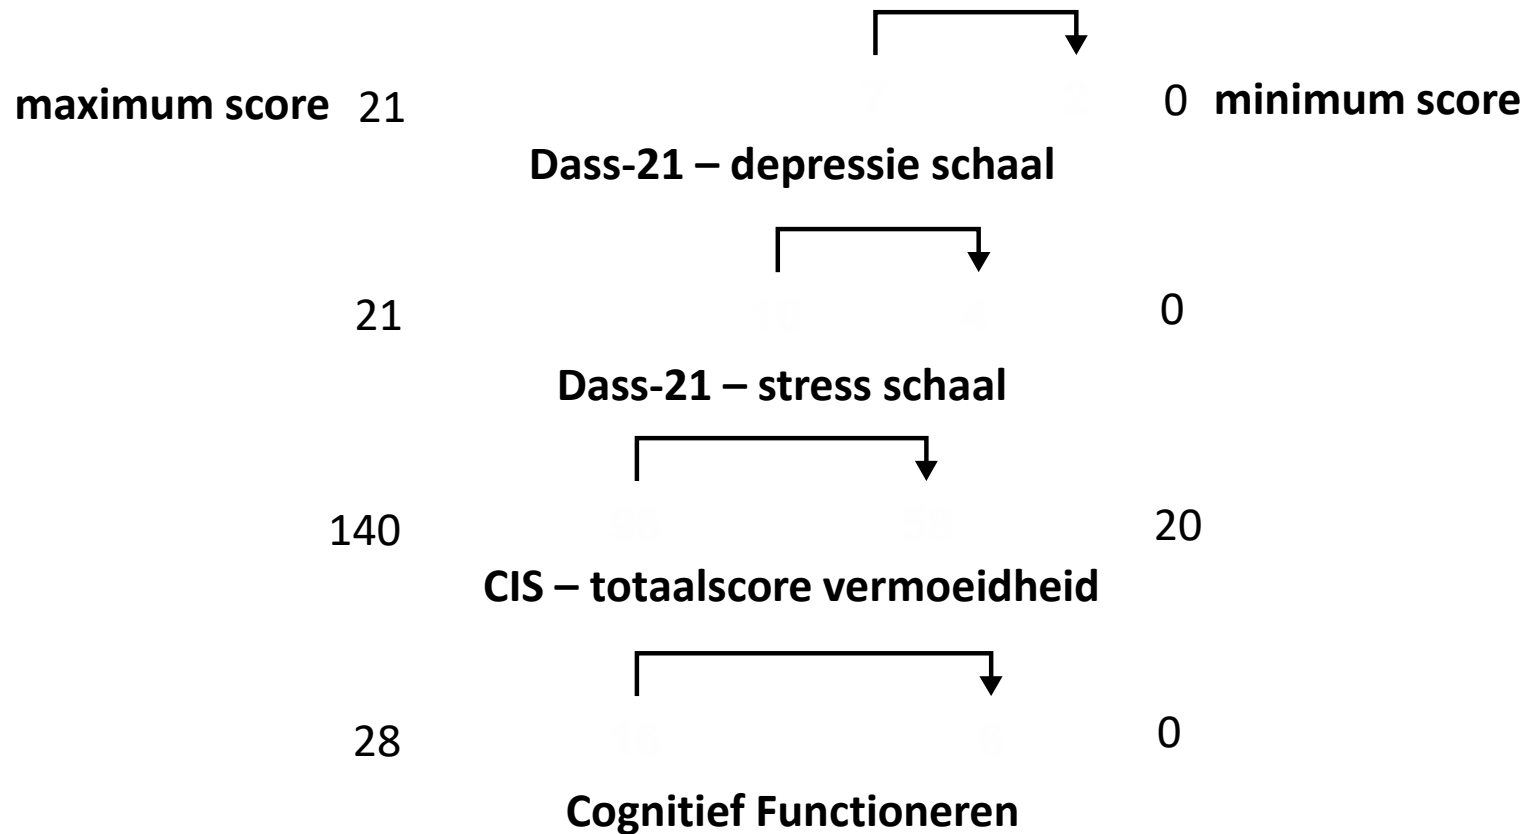 maximum score 21 0 minimum score
Dass-21 – depressie schaal
21 0
Dass-21 – stress schaal
140 20
CIS – totaalscore vermoeidheid
28 0
Cognitief Functioneren